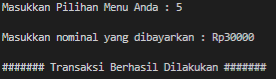 Masukkan Pilihan Menu Anda : 5
Masukkan nominal yang dibayarkan : Rp30000
####### Transaksi Berhasil Dilakukan #######